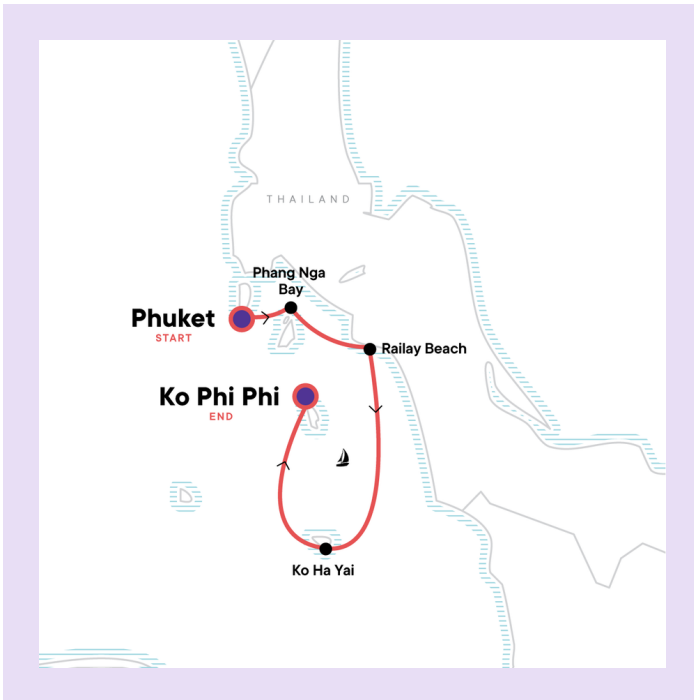 THAILAND
Phang Nga
Bay
Phuket
START
Railay Beach
Ko Phi Phi
END
Ko Ha Yai